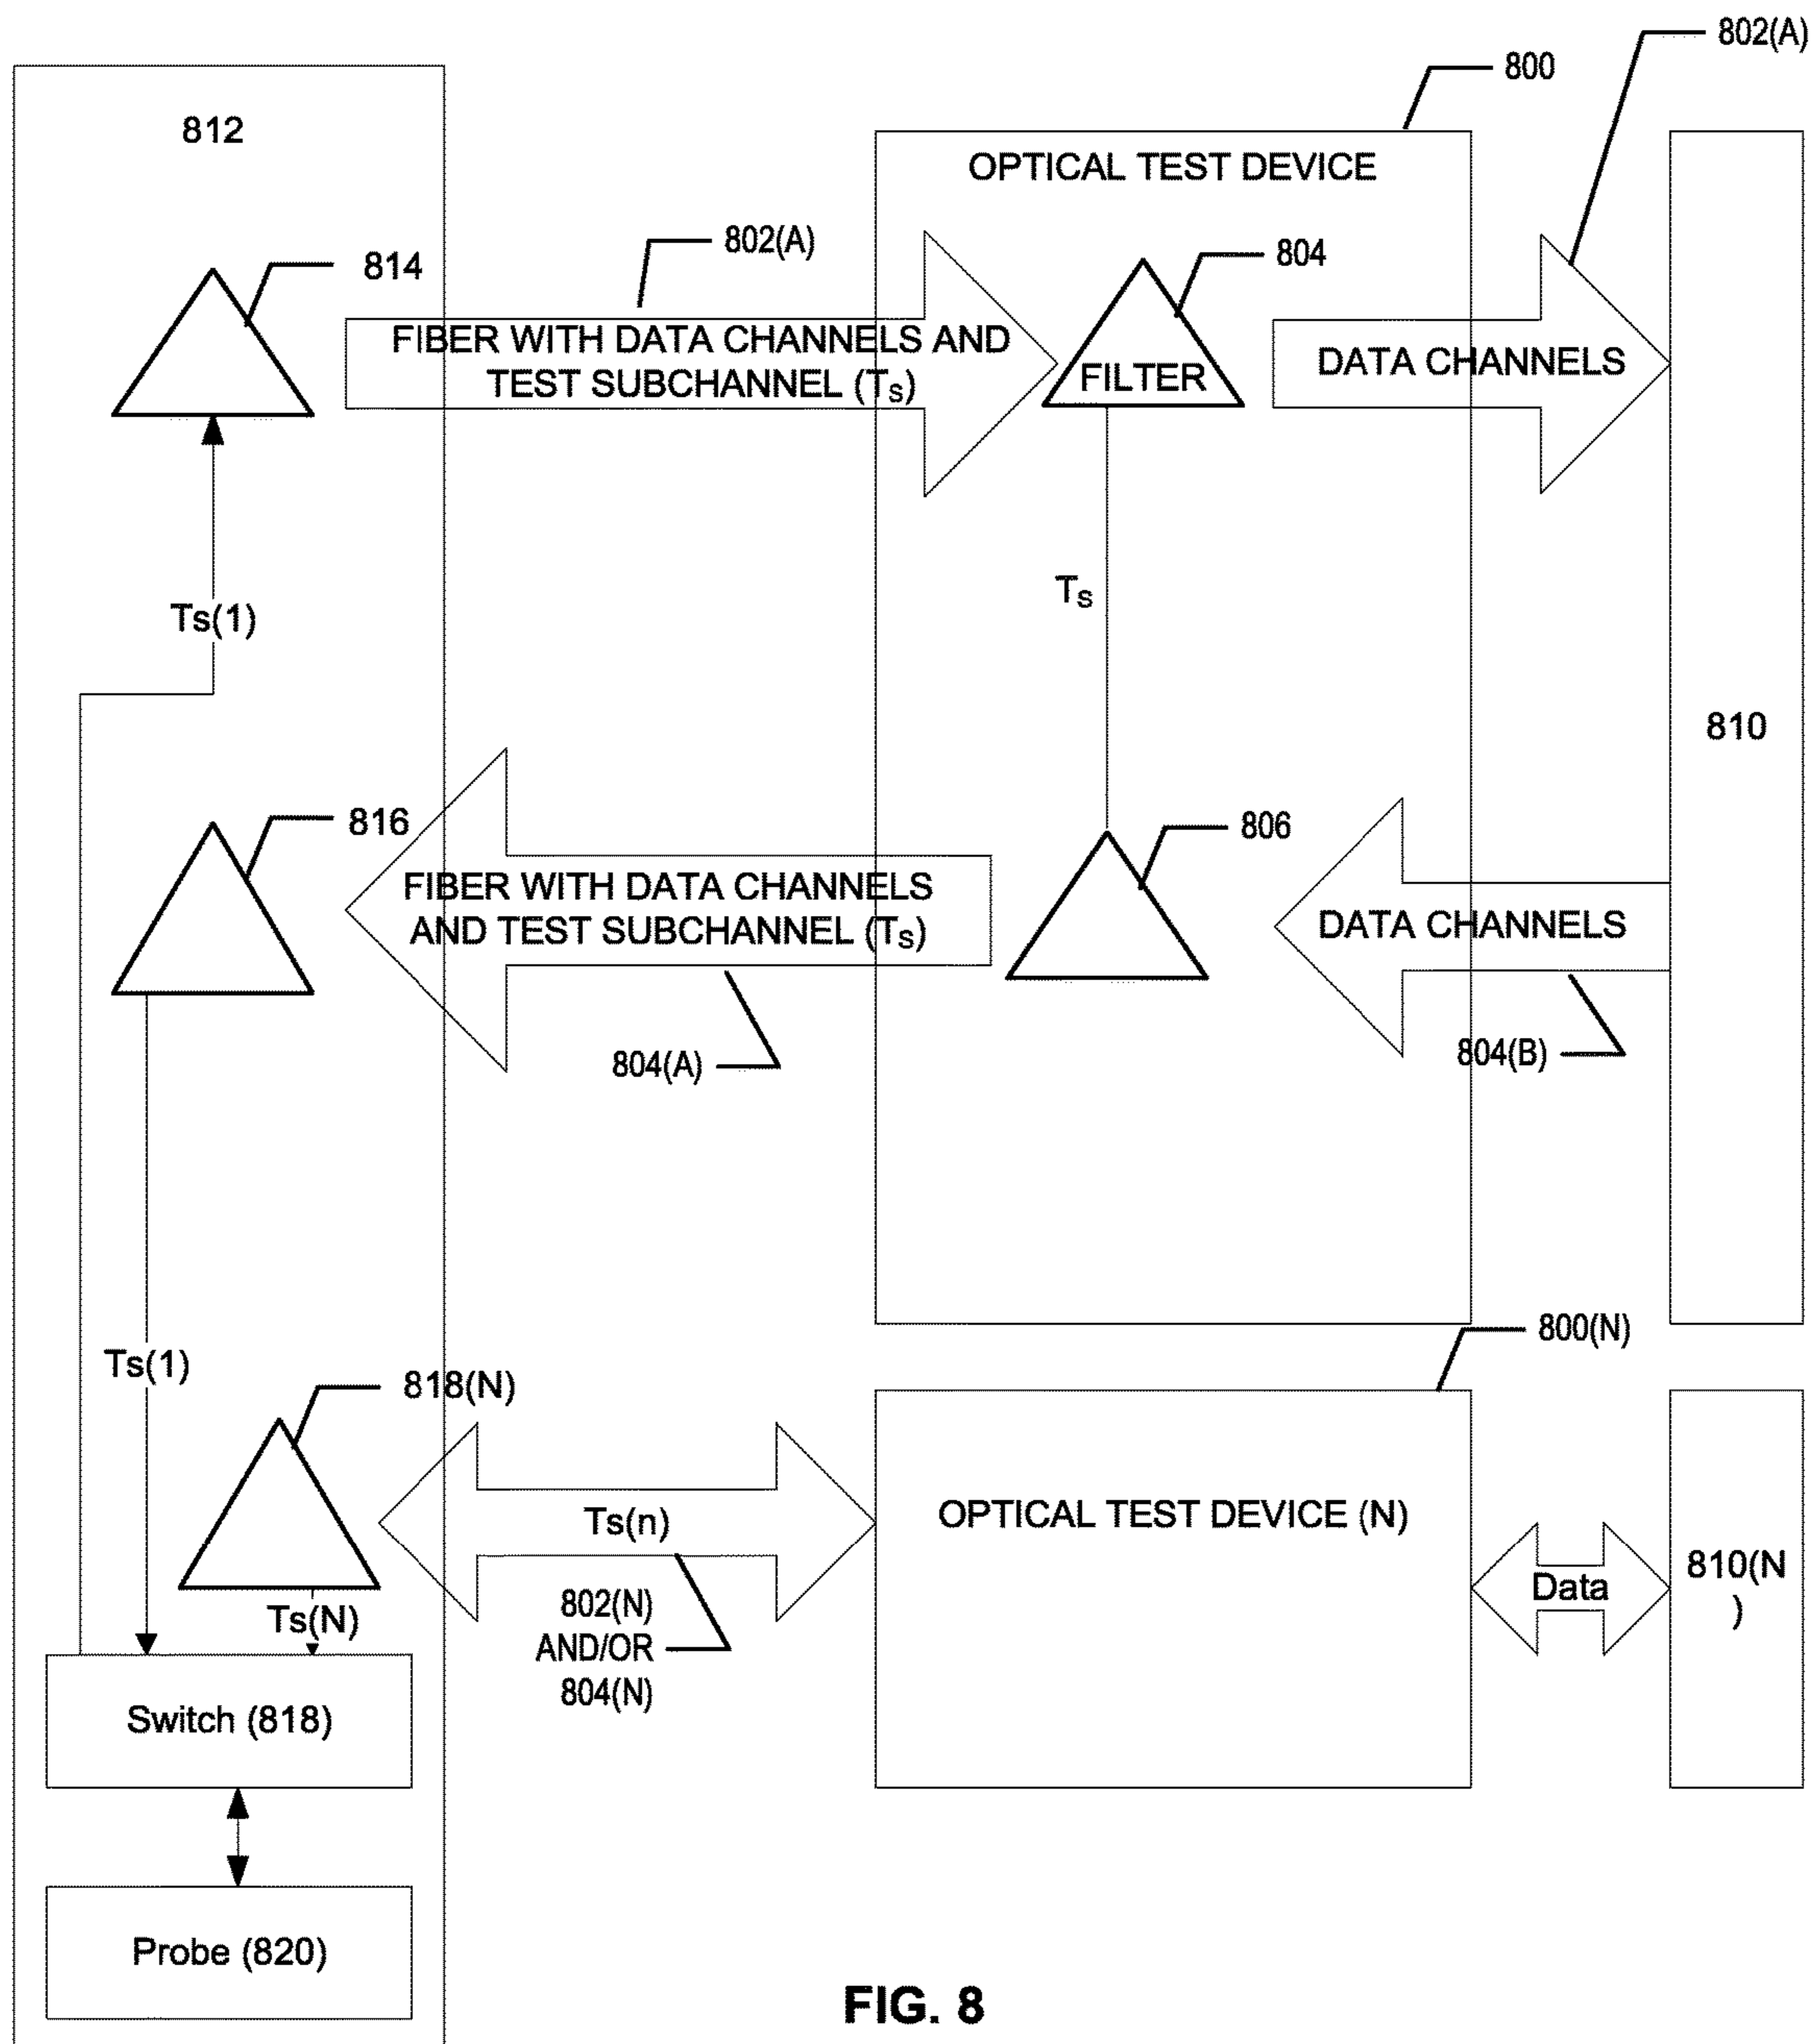 802(A)
800
812
OPTICAL TEST DEVICE
802(A)
804
814
FIBER WITH DATA CHANNELS AND
TEST SUBCHANNEL (Ts)
FILTER
DATA CHANNELS
Ts
Ts(1)
810
816
806
FIBER WITH DATA CHANNELS
AND TEST SUBCHANNEL (Ts)
DATA CHANNELS
804(A)
804(B)
800(N)
Ts(1)
818(N)
Ts(n)
OPTICAL TEST DEVICE (N)
810(N
)
Data
Ts(N)
802(N)
AND/OR
804(N)
Switch (818)
Probe (820)
FIG. 8